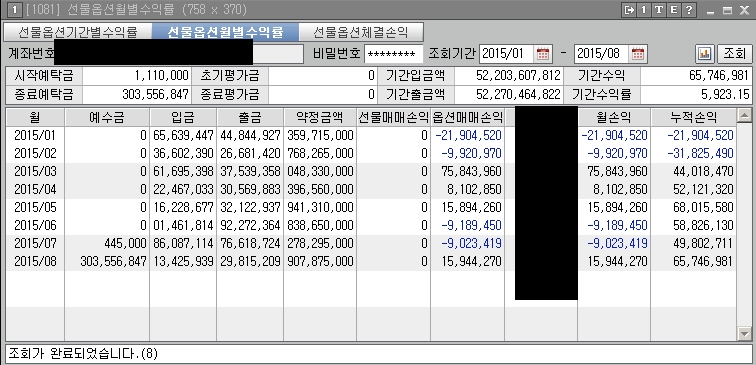 1 [1081] 선물옵션월별수익률 (758 x 370) 1 T E ?
선물옵션기간별수익률 선물옵션월별수익률 선물옵션체결손익
계좌번호 비밀번호 ******** 조회기간 2015/01 - 2015/08 조회
시작예탁금 1,110,000 초기평가금 0 기간입금액 52,203,607,812 기간수익 65,746,981
종료예탁금 303,556,847 종료평가금 0 기간출금액 52,270,464,822 기간수익률 5,923.15
월 예수금 입금 출금 약정금액 선물매매손익 옵션매매손익 월손익 누적손익
2015/01 0 65,639,447 44,844,927 359,715,000 0 -21,904,520 -21,904,520 -21,904,520
2015/02 0 36,602,390 26,681,420 768,265,000 0 -9,920,970 -9,920,970 -31,825,490
2015/03 0 61,695,398 37,539,358 048,330,000 0 75,843,960 75,843,960 44,018,470
2015/04 0 22,467,033 30,569,883 396,560,000 0 8,102,850 8,102,850 52,121,320
2015/05 0 16,228,677 32,122,937 941,310,000 0 15,894,260 15,894,260 68,015,580
2015/06 0 01,461,814 92,272,364 838,650,000 0 -9,189,450 -9,189,450 58,826,130
2015/07 445,000 86,087,114 76,618,724 278,295,000 0 -9,023,419 -9,023,419 49,802,711
2015/08 303,556,847 13,425,939 29,815,209 907,875,000 0 15,944,270 15,944,270 65,746,981
조회가 완료되었습니다.(8)